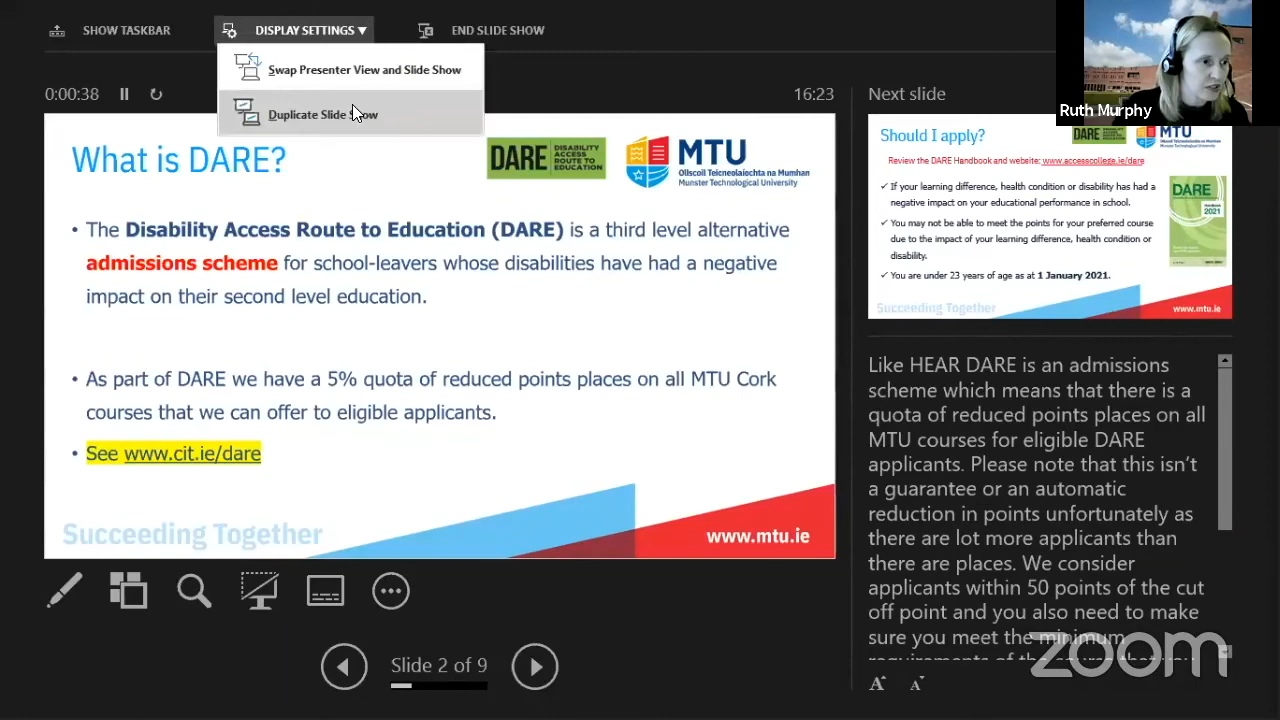 SHOW TASKBAR
DISPLAY SETTINGS ▼
END SLIDE SHOW
Swap Presenter View and Slide Show
Duplicate Slide Show
Ruth Murphy
0:00:38
16:23
Next slide
What is DARE?
DARE DISABILITY
ACCESS
ROUTE TO
EDUCATION
MTU
Ollscoil Teicneolaíochta na Mumhan
Munster Technological University
• The Disability Access Route to Education (DARE) is a third level alternative
admissions scheme for school-leavers whose disabilities have had a negative
impact on their second level education.
• As part of DARE we have a 5% quota of reduced points places on all MTU Cork
courses that we can offer to eligible applicants.
• See www.cit.ie/dare
Succeeding Together
www.mtu.ie
Should I apply?
DARE
MTU
Review the DARE Handbook and website: www.accesscollege.ie/dare
✓ If your learning difference, health condition or disability has had a
negative impact on your educational performance in school.
✓ You may not be able to meet the points for your preferred course
due to the impact of your learning difference, health condition or
disability.
✓ You are under 23 years of age as at 1 January 2021.
DARE
Handbook
2021
Succeeding Together
www.mtu.ie
Like HEAR DARE is an admissions
scheme which means that there is a
quota of reduced points places on all
MTU courses for eligible DARE
applicants. Please note that this isn't
a guarantee or an automatic
reduction in points unfortunately as
there are lot more applicants than
there are places. We consider
applicants within 50 points of the cut
off point and you also need to make
sure you meet the minimum
requirements of the course that you
zoom
Slide 2 of 9
A A